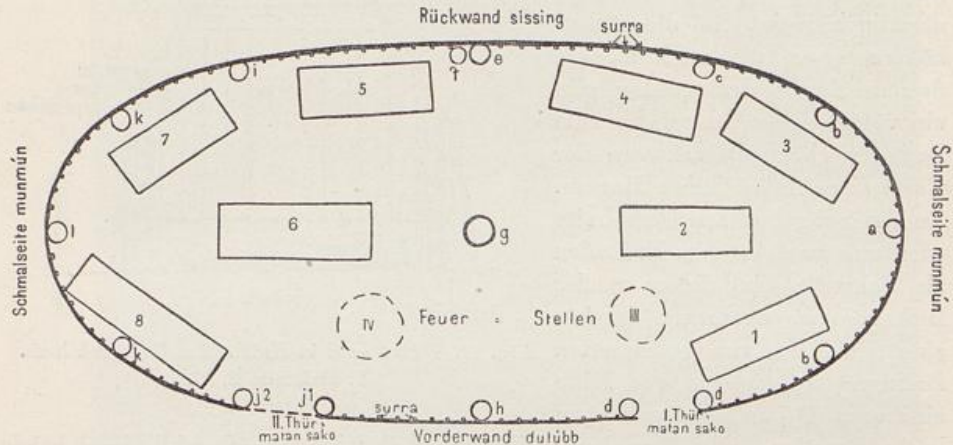 Rückwand sissing
surra
i
f
e
c
5
4
k
7
3
b
Schmalseite munmún
Schmalseite munmún
l
6
g
2
a
8
IV
Feuer - Stellen
III
1
k
b
j2
j1
surra
h
d
d
II. Thür
matan sako
Vorderwand dulúbb
I. Thür
matan sako